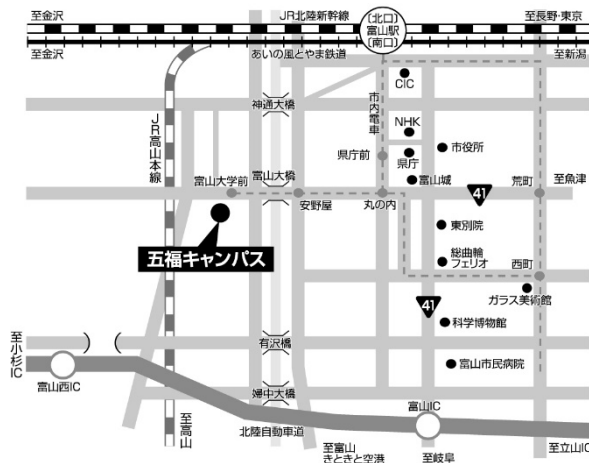 至金沢
JR北陸新幹線
〔北口〕
富山駅
〔南口〕
至長野・東京
至金沢
あいの風とやま鉄道
至新潟
CIC
神通大橋
市内電車
JR高山本線
NHK
市役所
県庁前
県庁
富山大学前
富山大橋
富山城
41
荒町
至魚津
安野屋
丸の内
東別院
五福キャンパス
総曲輪
フェリオ
西町
ガラス美術館
41
科学博物館
至小杉IC
有沢橋
富山市民病院
富山西IC
婦中大橋
富山IC
至高山
北陸自動車道
至富山
きときと空港
至岐阜
至立山IC